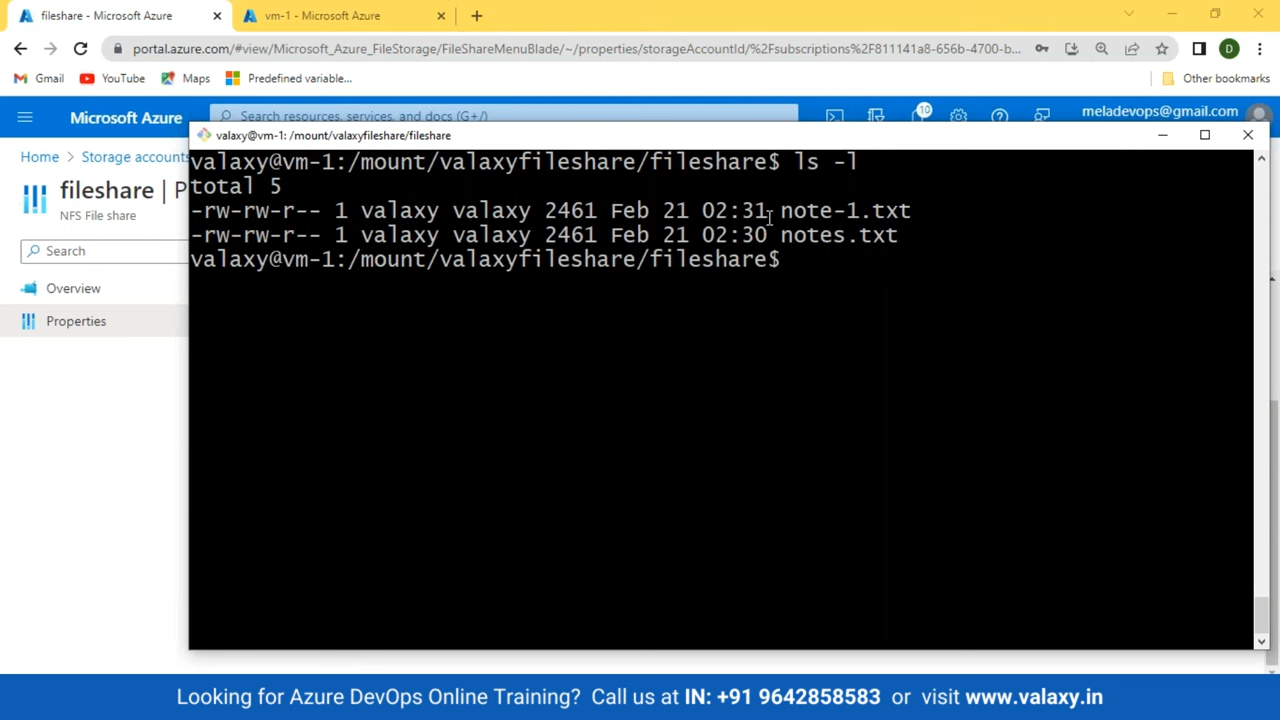 fileshare - Microsoft Azure
vm-1 - Microsoft Azure
portal.azure.com/#view/Microsoft_Azure_FileStorage/FileShareMenuBlade/~/properties/storageAccountId/%2Fsubscriptions%2F811141a8-656b-4700-b...
D
Gmail
YouTube
Maps
Predefined variable...
Other bookmarks
Microsoft Azure
Search resources, services, and docs (G+/)
10
meladevops@gmail.com
Home > Storage accounts
fileshare | P
NFS File share
Search
Overview
Properties
valaxy@vm-1: /mount/valaxyfileshare/fileshare
valaxy@vm-1:/mount/valaxyfileshare/fileshare$ ls -l
total 5
-rw-rw-r-- 1 valaxy valaxy 2461 Feb 21 02:31 note-1.txt
-rw-rw-r-- 1 valaxy valaxy 2461 Feb 21 02:30 notes.txt
valaxy@vm-1:/mount/valaxyfileshare/fileshare$
Looking for Azure DevOps Online Training? Call us at IN: +91 9642858583 or visit www.valaxy.in